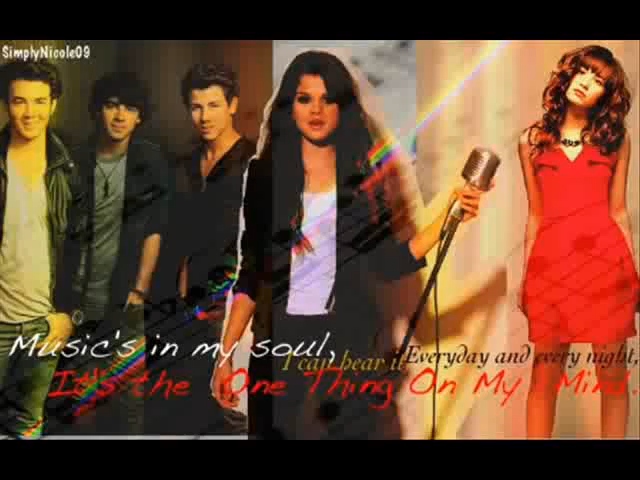 SimplyNicole09
Music's in my soul,
I can hear it Everyday and every night,
It's the One Thing On My Mind.